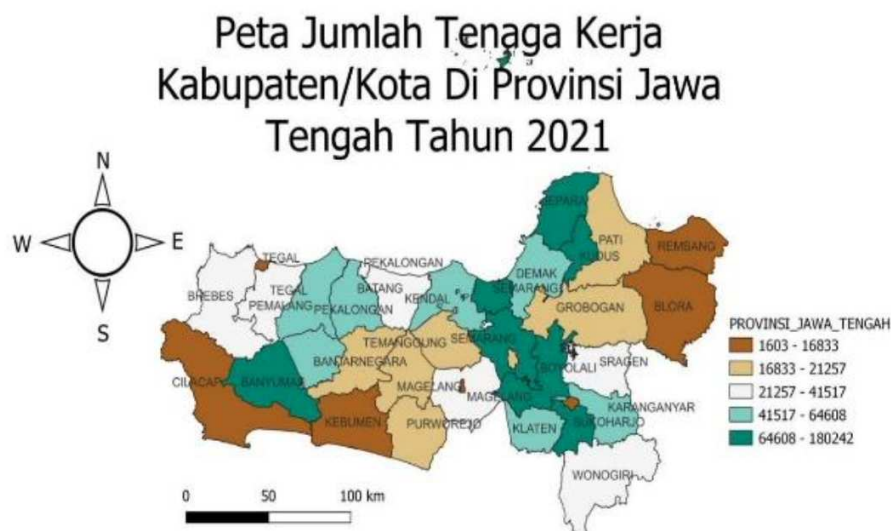 Peta Jumlah Tenaga Kerja
Kabupaten/Kota Di Provinsi Jawa
Tengah Tahun 2021
N
W
E
S
JEPARA
PATI
KUDUS
REMBANG
TEGAL
PEKALONGAN
DEMAK
BREBES
TEGAL
BATANG
KENDAL
SEMARANG
PEMALANG
PEKALONGAN
GROBOGAN
BLORA
TEMANGGUNG
SEMARANG
BANJARNEGARA
BOYOLALI
SRAGEN
CILACAP
BANYUMAS
MAGELANG
MAGELANG
KARANGANYAR
KEBUMEN
PURWOREJO
KLATEN
SUKOHARJO
WONOGIRI
PROVINSI_JAWA_TENGAH
1603 - 16833
16833 - 21257
21257 - 41517
41517 - 64608
64608 - 180242
0 50 100 km